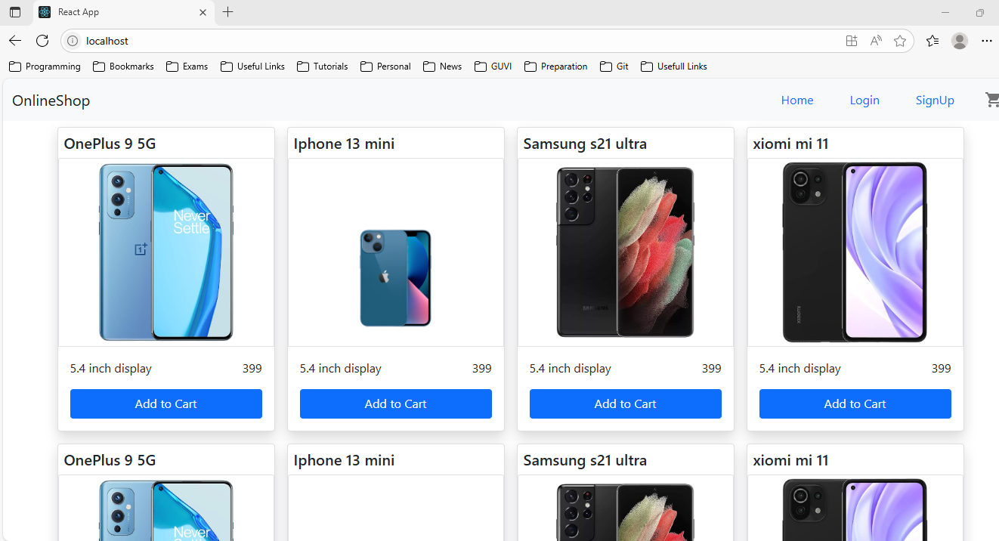 React App
localhost
Programming Bookmarks Exams Useful Links Tutorials Personal News GUVI Preparation Git Usefull Links
OnlineShop Home Login SignUp
OnePlus 9 5G Iphone 13 mini Samsung s21 ultra xiomi mi 11
Never
Settle
SAMSUNG
xiaomi
5.4 inch display 399 5.4 inch display 399 5.4 inch display 399 5.4 inch display 399
Add to Cart Add to Cart Add to Cart Add to Cart
OnePlus 9 5G Iphone 13 mini Samsung s21 ultra xiomi mi 11
Never